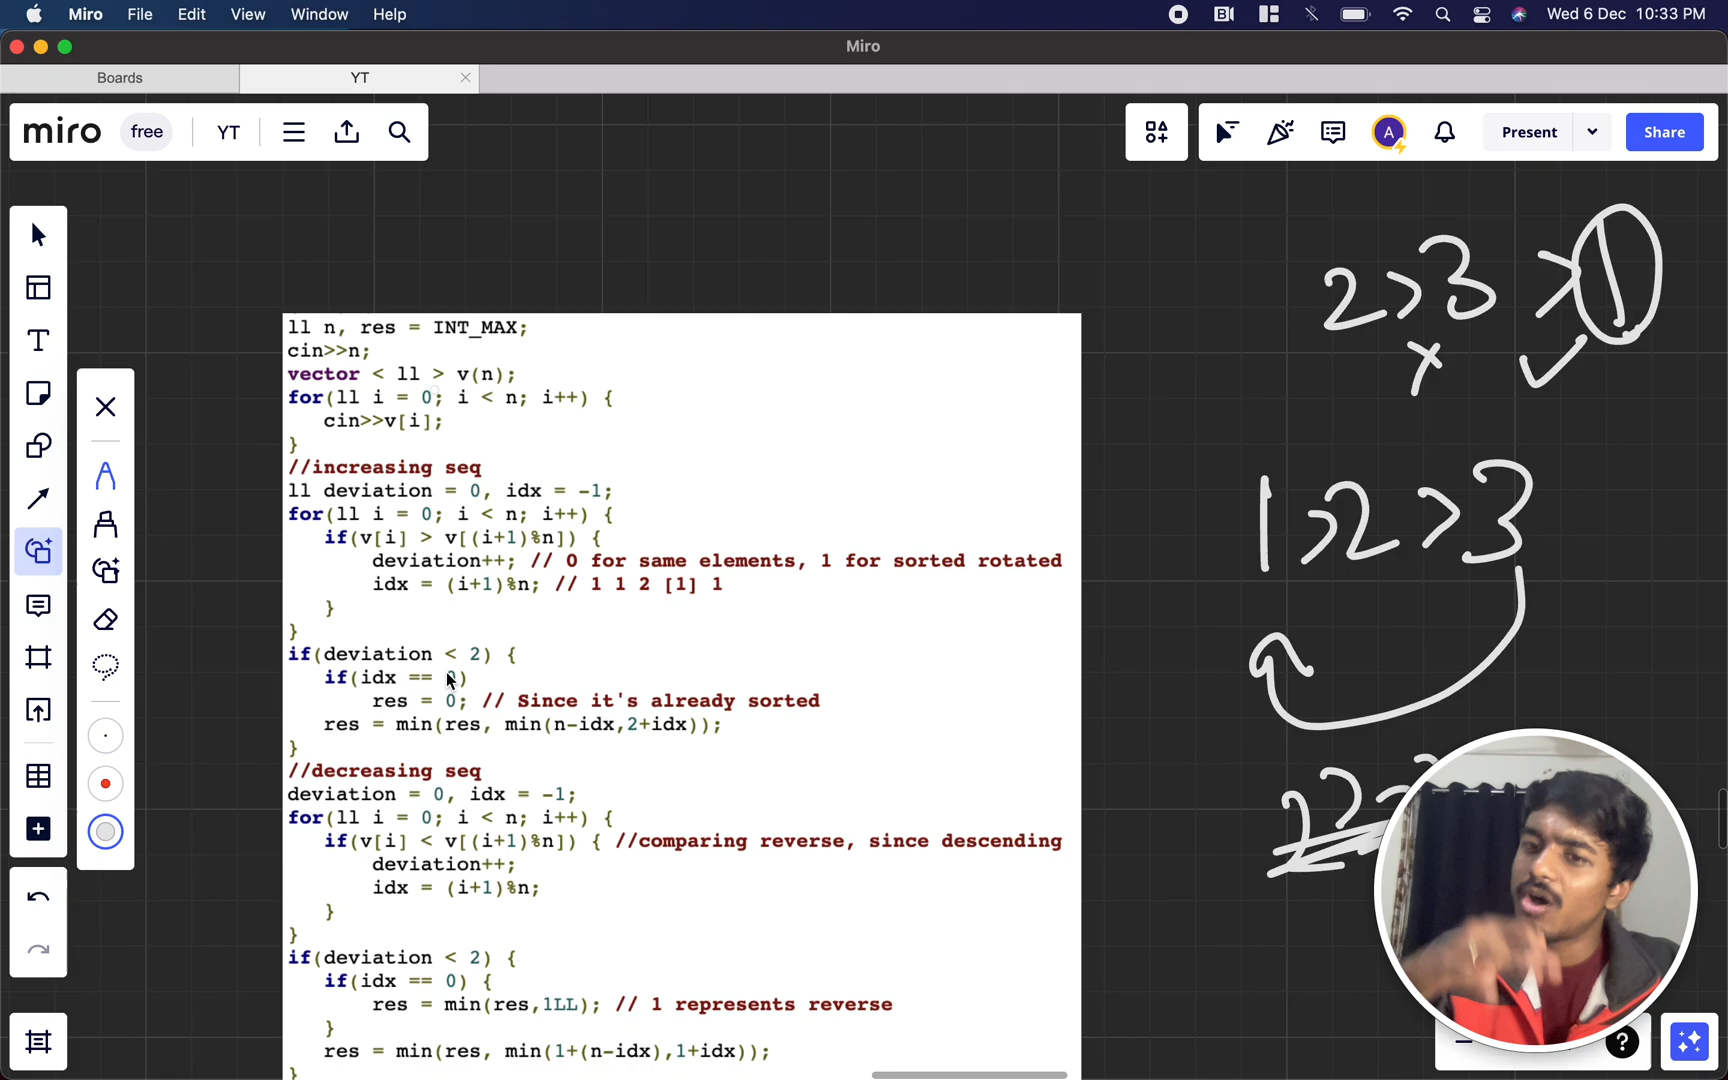 Miro File Edit View Window Help Wed 6 Dec 10:33 PM
Miro
Boards YT
miro free YT Present Share
2>3>1
ll n, res = INT_MAX;
cin>>n;
vector < ll > v(n);
for(ll i = 0; i < n; i++) {
cin>>v[i];
}
//increasing seq
ll deviation = 0, idx = -1;
for(ll i = 0; i < n; i++) {
if(v[i] > v[(i+1)%n]) {
deviation++; // 0 for same elements, 1 for sorted rotated
idx = (i+1)%n; // 1 1 2 [1] 1
}
}
if(deviation < 2) {
if(idx == 0)
res = 0; // Since it's already sorted
res = min(res, min(n-idx,2+idx));
}
//decreasing seq
deviation = 0, idx = -1;
for(ll i = 0; i < n; i++) {
if(v[i] < v[(i+1)%n]) { //comparing reverse, since descending
deviation++;
idx = (i+1)%n;
}
}
if(deviation < 2) {
if(idx == 0) {
res = min(res,1LL); // 1 represents reverse
}
res = min(res, min(1+(n-idx),1+idx));
}
1>2>3
A
?